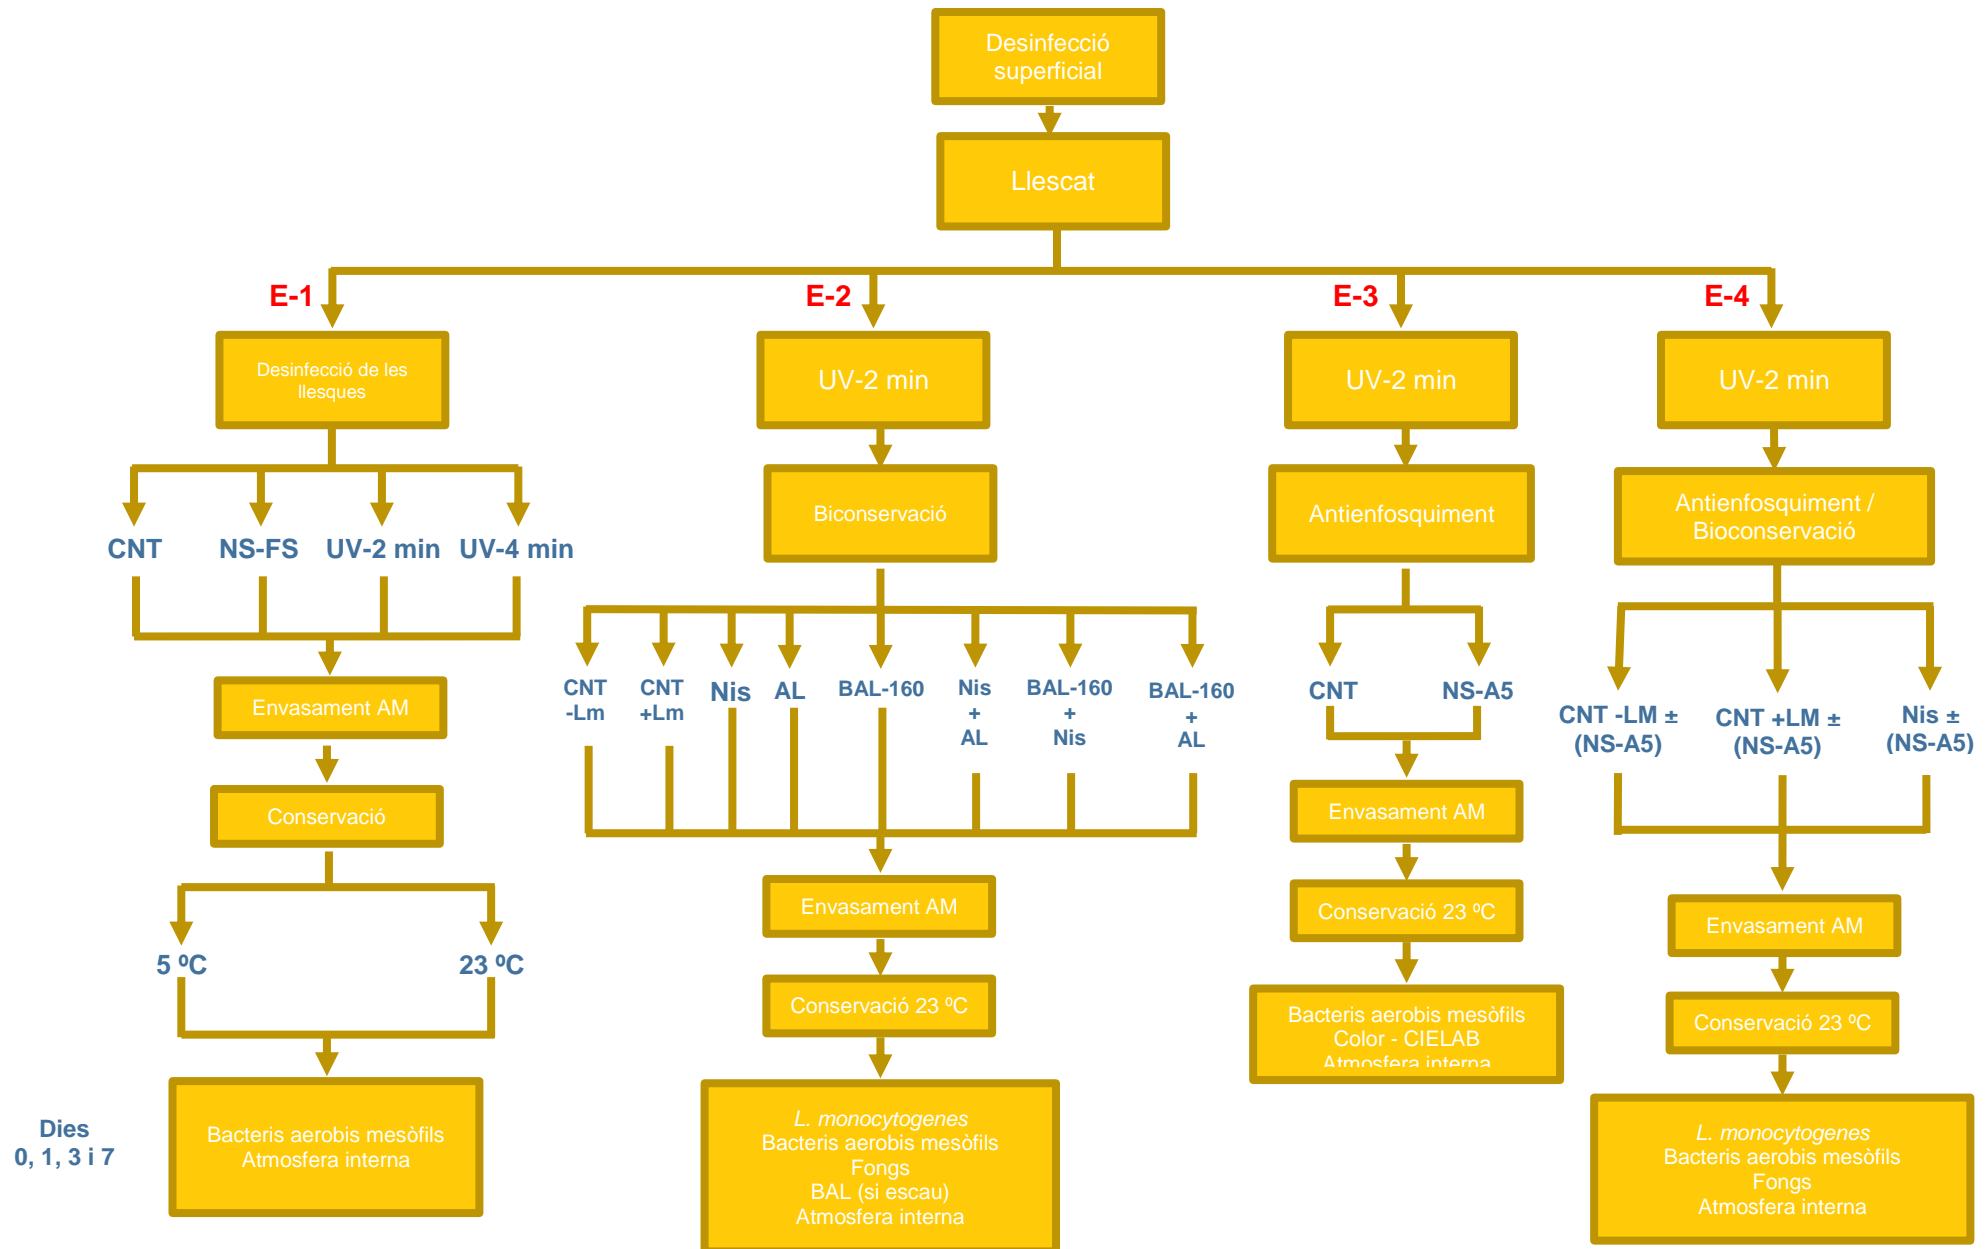 Desinfecció
superficial
Llescat
E-1
E-2
E-3
E-4
Desinfecció de les
llesques
UV-2 min
UV-2 min
UV-2 min
Biconservació
Antienfosquiment
Antienfosquiment /
Bioconservació
CNT
NS-FS
UV-2 min
UV-4 min
CNT
-Lm
CNT
+Lm
Nis
AL
BAL-160
Nis
+
AL
BAL-160
+
Nis
BAL-160
+
AL
CNT
NS-A5
CNT -LM ±
(NS-A5)
CNT +LM ±
(NS-A5)
Nis ±
(NS-A5)
Envasament AM
Conservació
5 ºC
23 ºC
Envasament AM
Conservació 23 ºC
Envasament AM
Conservació 23 ºC
Envasament AM
Conservació 23 ºC
Dies
0, 1, 3 i 7
Bacteris aerobis mesòfils
Atmosfera interna
L. monocytogenes
Bacteris aerobis mesòfils
Fongs
BAL (si escau)
Atmosfera interna
Bacteris aerobis mesòfils
Color - CIELAB
Atmosfera interna
L. monocytogenes
Bacteris aerobis mesòfils
Fongs
Atmosfera interna